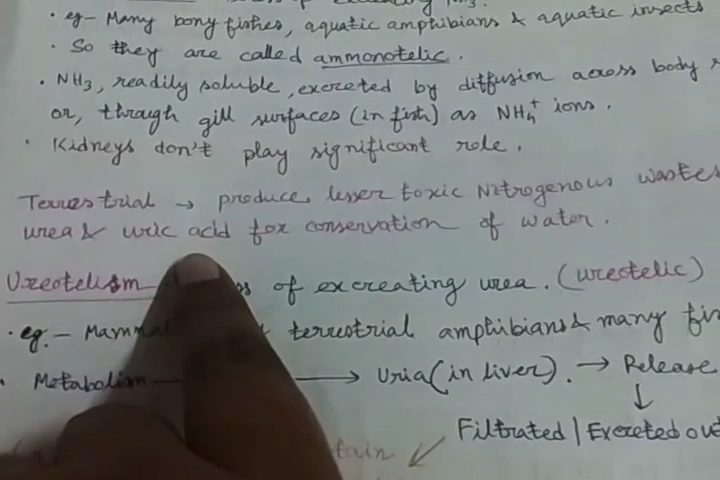 • eg - Many bony fishes, aquatic amphibians & aquatic insects
• So they are called ammonotelic.
• NH3, readily soluble, excreted by diffusion across body
or, through gill surfaces (in fish) as NH4+ ions.
• Kidneys don't play significant role.
Terrestrial → produce lesser toxic Nitrogenous wastes
urea & uric acid for conservation of water.
Ureotelism of excreating urea. (ureotelic)
• eg. - terrestrial amphibians & many
• Metabolism → Uria (in liver). → Release
↓
Filtrated / Excreted out